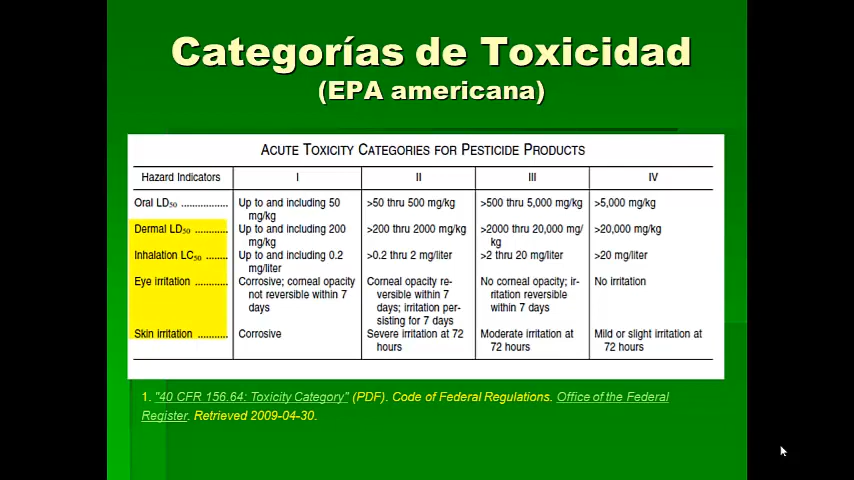 Categorías de Toxicidad
(EPA americana)
ACUTE TOXICITY CATEGORIES FOR PESTICIDE PRODUCTS
Hazard Indicators I II III IV
Oral LD50 ................. Up to and including 50 mg/kg >50 thru 500 mg/kg >500 thru 5,000 mg/kg >5,000 mg/kg
Dermal LD50 ............ Up to and including 200 mg/kg >200 thru 2000 mg/kg >2000 thru 20,000 mg/kg >20,000 mg/kg
Inhalation LC50 ........ Up to and including 0.2 mg/liter >0.2 thru 2 mg/liter >2 thru 20 mg/liter >20 mg/liter
Eye irritation ............ Corrosive; corneal opacity not reversible within 7 days Corneal opacity re-versible within 7 days; irritation per-sisting for 7 days No corneal opacity; ir-ritation reversible within 7 days No irritation
Skin irritation ........... Corrosive Severe irritation at 72 hours Moderate irritation at 72 hours Mild or slight irritation at 72 hours
1. "40 CFR 156.64: Toxicity Category" (PDF). Code of Federal Regulations. Office of the Federal
Register. Retrieved 2009-04-30.